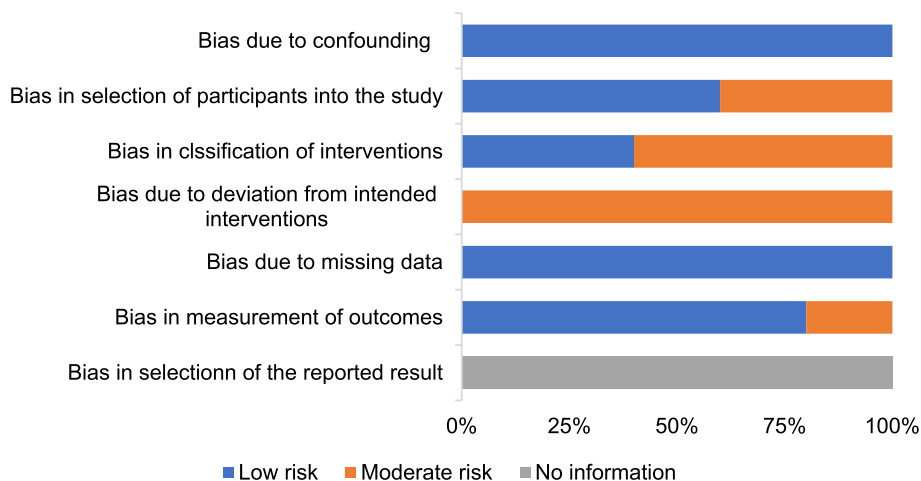 Bias due to confounding
Bias in selection of participants into the study
Bias in clssification of interventions
Bias due to deviation from intended
interventions
Bias due to missing data
Bias in measurement of outcomes
Bias in selectionn of the reported result
0% 25% 50% 75% 100%
Low risk Moderate risk No information